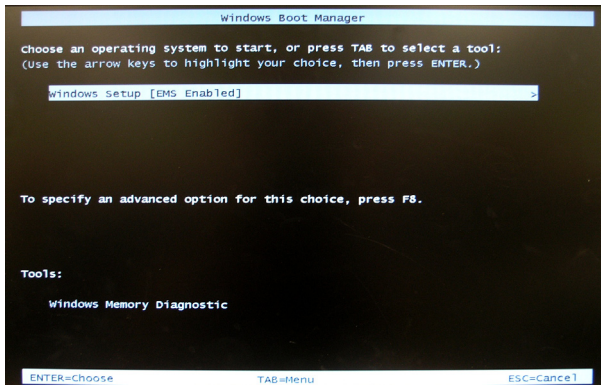 Windows Boot Manager
Choose an operating system to start, or press TAB to select a tool:
(Use the arrow keys to highlight your choice, then press ENTER.)
Windows Setup [EMS Enabled] >
To specify an advanced option for this choice, press F8.
Tools:
Windows Memory Diagnostic
ENTER=Choose TAB=Menu ESC=Cancel